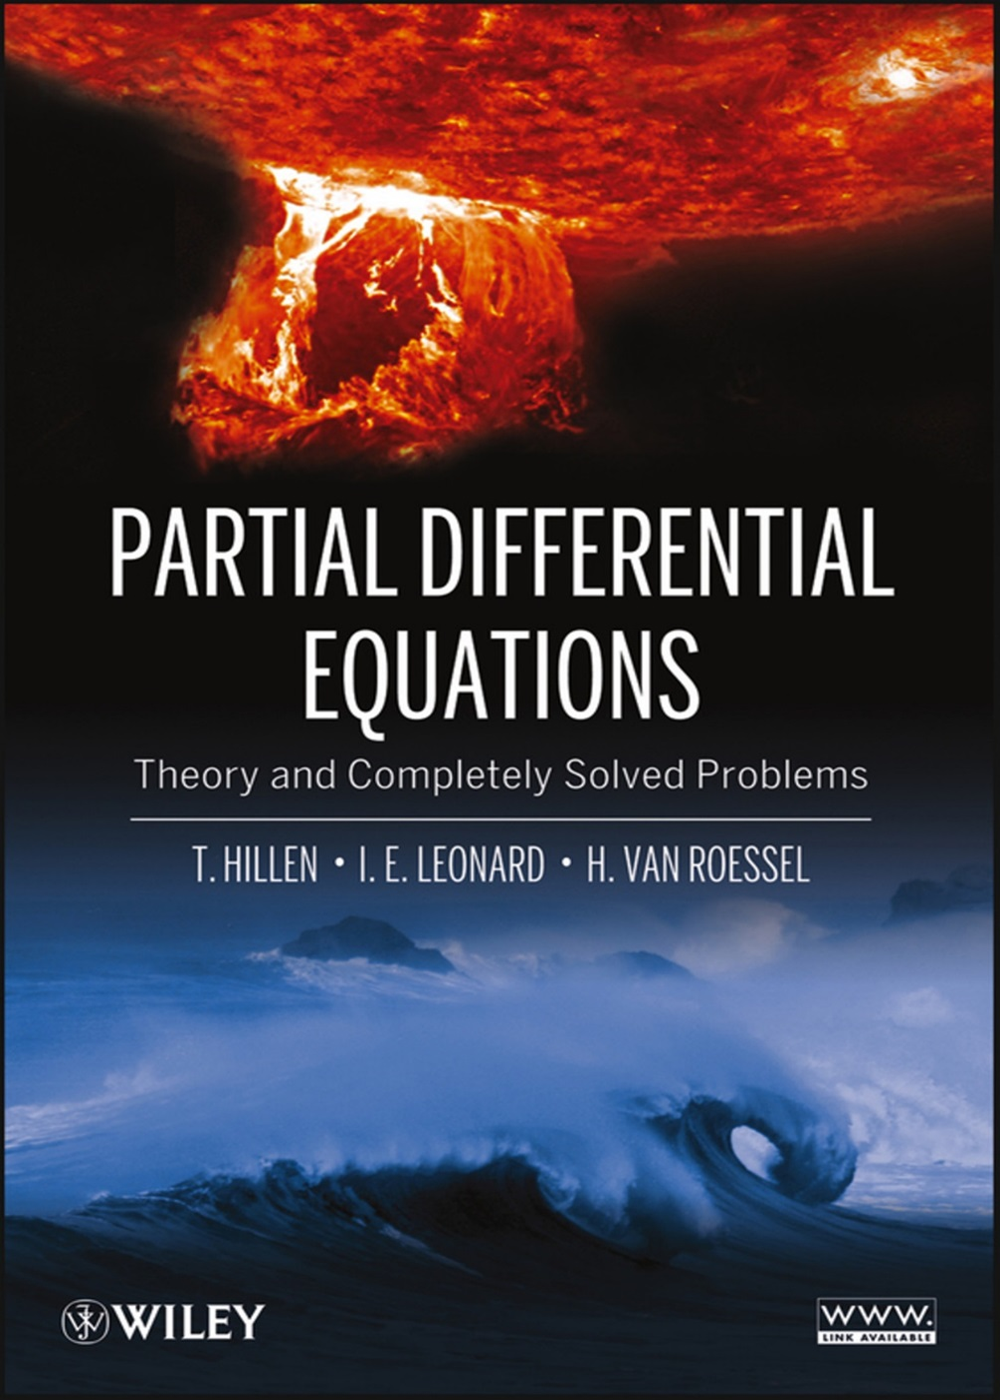 PARTIAL DIFFERENTIAL
EQUATIONS
Theory and Completely Solved Problems
T. HILLEN • I. E. LEONARD • H. VAN ROESSEL
WILEY
WWW.
LINK AVAILABLE